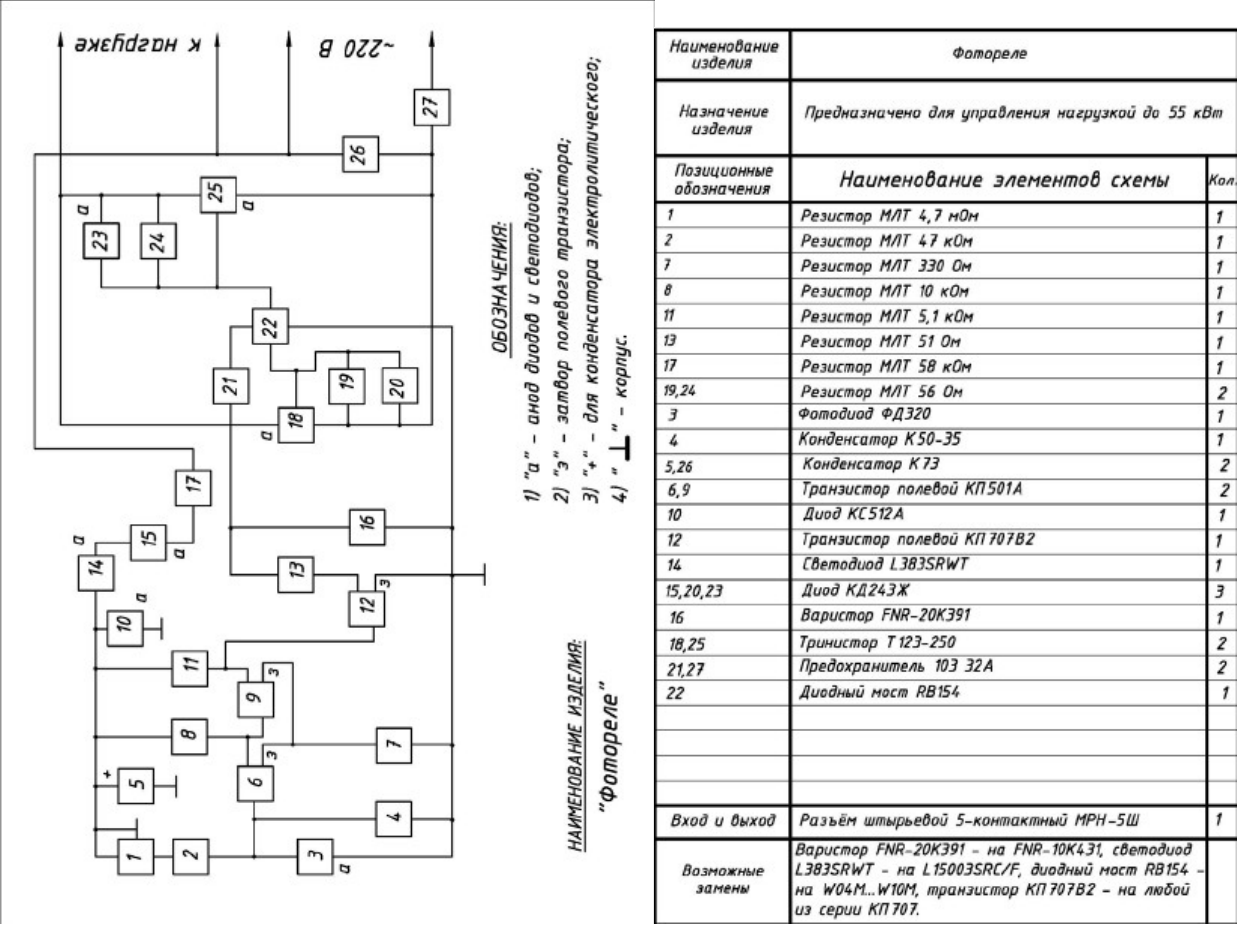 к нагрузке
~220 В
27
26
а
25
23
24
а
22
21
19
20
18
а
17
а
14
15
а
16
13
12
з
10
а
11
9
з
8
7
6
з
+
5
4
1
2
3
а
ОБОЗНАЧЕНИЯ:
1) "а" – анод диодов и светодиодов;
2) "з" – затвор полевого транзистора;
3) "+" – для конденсатора электролитического;
4) "⊥" – корпус.
НАИМЕНОВАНИЕ ИЗДЕЛИЯ:
"Фотореле"
Наименование изделия
Фотореле
Назначение изделия
Предназначено для управления нагрузкой до 55 кВт
Позиционные обозначения
Наименование элементов схемы
Кол.
1 Резистор МЛТ 4,7 мОм 1
2 Резистор МЛТ 47 кОм 1
7 Резистор МЛТ 330 Ом 1
8 Резистор МЛТ 10 кОм 1
11 Резистор МЛТ 5,1 кОм 1
13 Резистор МЛТ 51 Ом 1
17 Резистор МЛТ 58 кОм 1
19,24 Резистор МЛТ 56 Ом 2
3 Фотодиод ФД320 1
4 Конденсатор К50-35 1
5,26 Конденсатор К73 2
6,9 Транзистор полевой КП501А 2
10 Диод КС512А 1
12 Транзистор полевой КП707В2 1
14 Светодиод L383SRWT 1
15,20,23 Диод КД243Ж 3
16 Варистор FNR-20K391 1
18,25 Тринистор Т123-250 2
21,27 Предохранитель 10З 32А 2
22 Диодный мост RB154 1
Вход и выход Разъём штырьевой 5-контактный МРН-5Ш 1
Возможные замены
Варистор FNR-20K391 – на FNR-10K431, светодиод
L383SRWT – на L15003SRC/F, диодный мост RB154 –
на W04M...W10M, транзистор КП707В2 – на любой
из серии КП707.